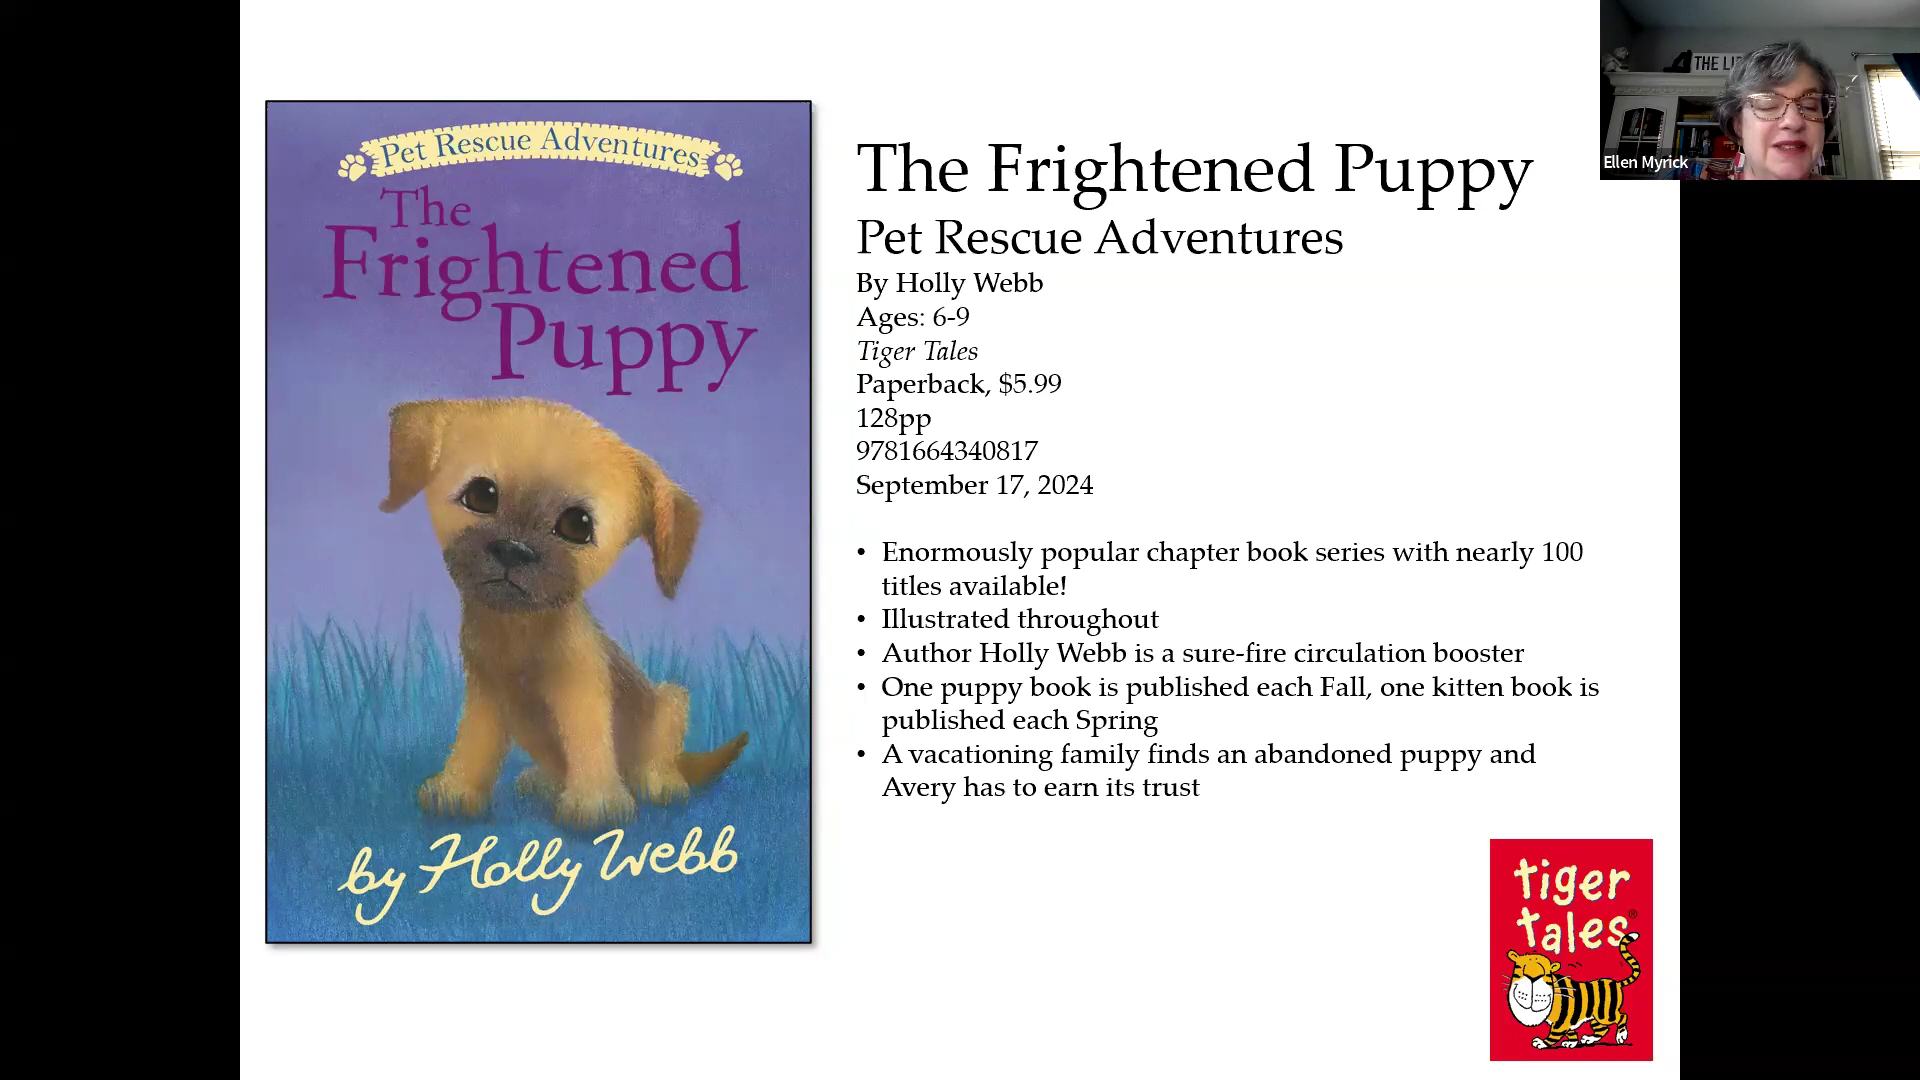 Pet Rescue Adventures
The
Frightened
Puppy
by Holly Webb
The Frightened Puppy
Pet Rescue Adventures
By Holly Webb
Ages: 6-9
Tiger Tales
Paperback, $5.99
128pp
9781664340817
September 17, 2024
• Enormously popular chapter book series with nearly 100
titles available!
• Illustrated throughout
• Author Holly Webb is a sure-fire circulation booster
• One puppy book is published each Fall, one kitten book is
published each Spring
• A vacationing family finds an abandoned puppy and
Avery has to earn its trust
tiger
tales®
THE
Ellen Myrick